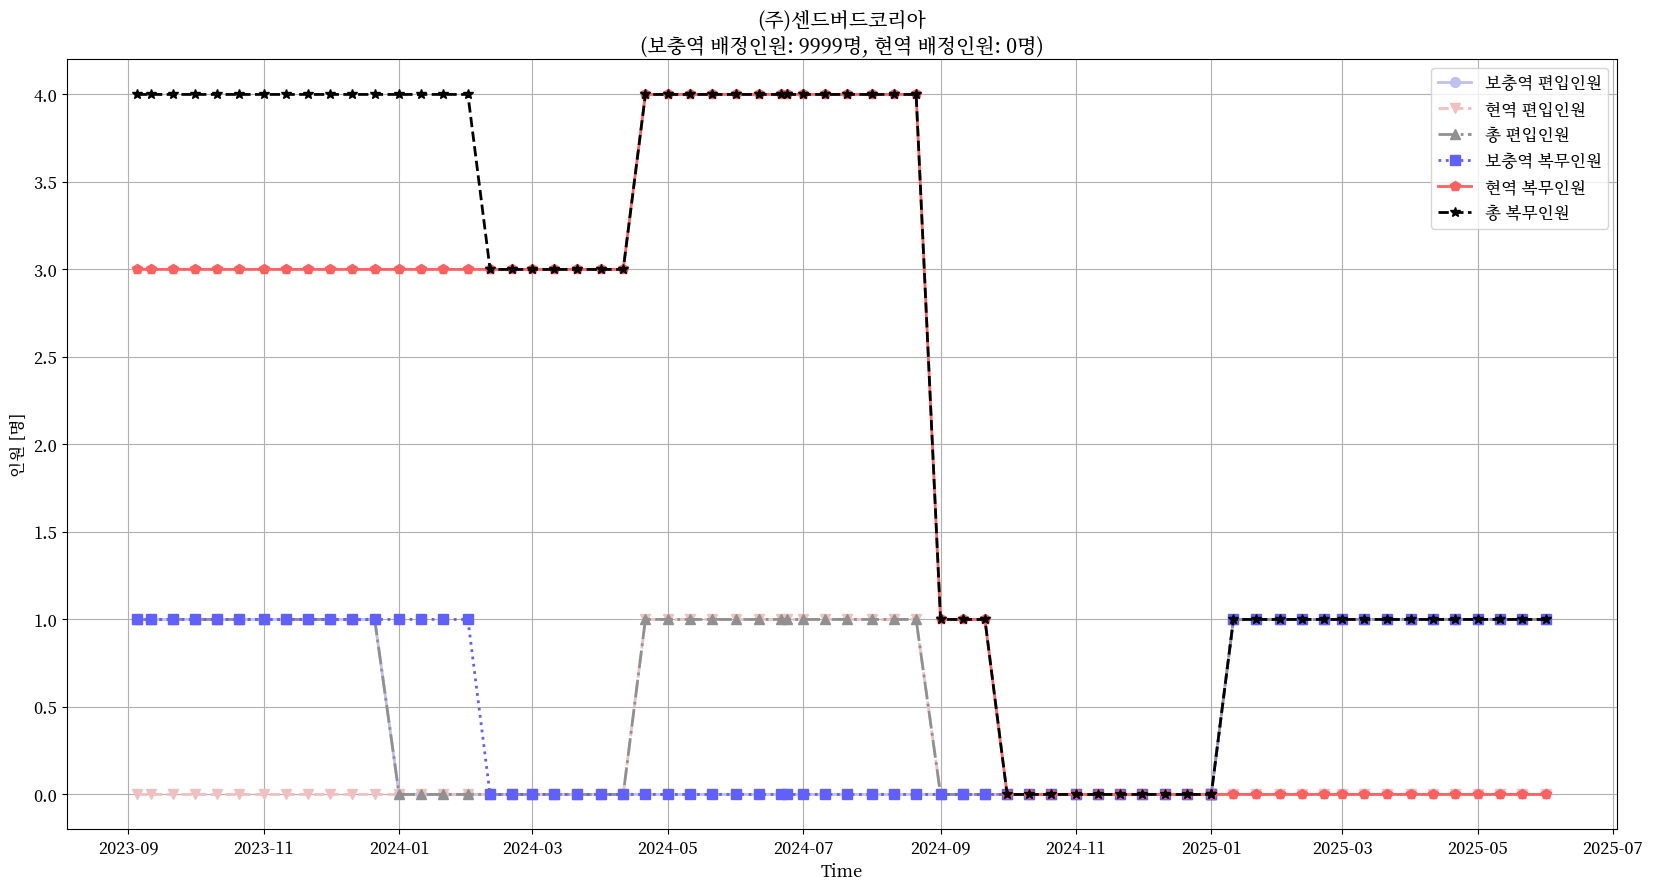 (주)센드버드코리아
(보충역 배정인원: 9999명, 현역 배정인원: 0명)
4.0
3.5
3.0
2.5
2.0
1.5
1.0
0.5
0.0
인원 [명]
보충역 편입인원
현역 편입인원
총 편입인원
보충역 복무인원
현역 복무인원
총 복무인원
2023-09 2023-11 2024-01 2024-03 2024-05 2024-07 2024-09 2024-11 2025-01 2025-03 2025-05 2025-07
Time